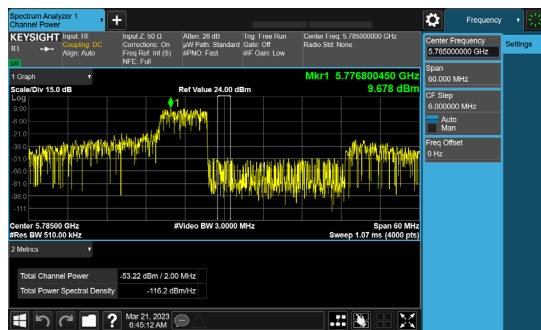 Spectrum Analyzer 1
Channel Power
Frequency
KEYSIGHT
Input: RF
Input Z: 50 Ω
Atten: 26 dB
Trig: Free Run
Center Freq: 5.785000000 GHz
RL
Coupling: DC
Corrections: On
µW Path: Standard
Gate: Off
Radio Std: None
Align: Auto
Freq Ref: Int (S)
#PNO: Fast
#IF Gain: Low
NFE: Full
Center Frequency
5.785000000 GHz
Settings
Span
60.000 MHz
CF Step
6.000000 MHz
Auto
Man
Freq Offset
0 Hz
1 Graph
Mkr1 5.776800450 GHz
Scale/Div 15.0 dB
Ref Value 24.00 dBm
9.678 dBm
Log
1
9.00
-6.00
-21.0
-36.0
-51.0
-66.0
-81.0
-96.0
-111
Center 5.78500 GHz
#Video BW 3.0000 MHz
Span 60 MHz
#Res BW 510.00 kHz
Sweep 1.07 ms (4000 pts)
2 Metrics
Total Channel Power
-53.22 dBm / 2.00 MHz
Total Power Spectral Density
-116.2 dBm/Hz
?
Mar 21, 2023
6:45:12 AM